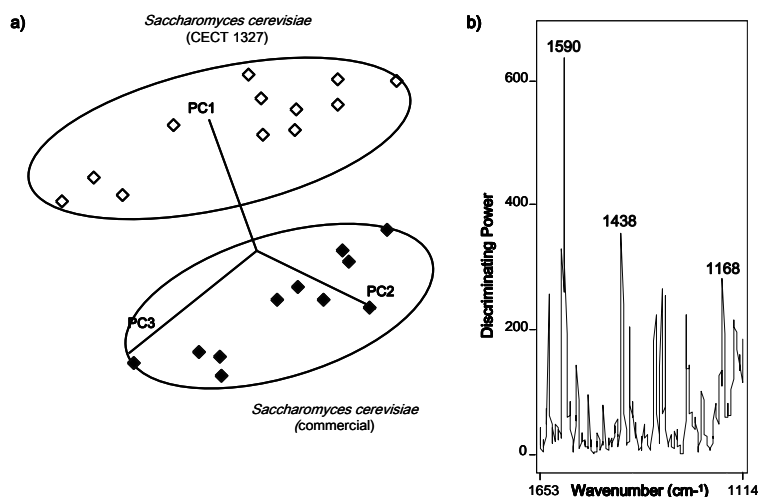 a)
Saccharomyces cerevisiae
(CECT 1327)
PC1
PC2
PC3
Saccharomyces cerevisiae
(commercial)
b)
1590
1438
1168
Discriminating Power
600
400
200
0
1653
Wavenumber (cm-1)
1114